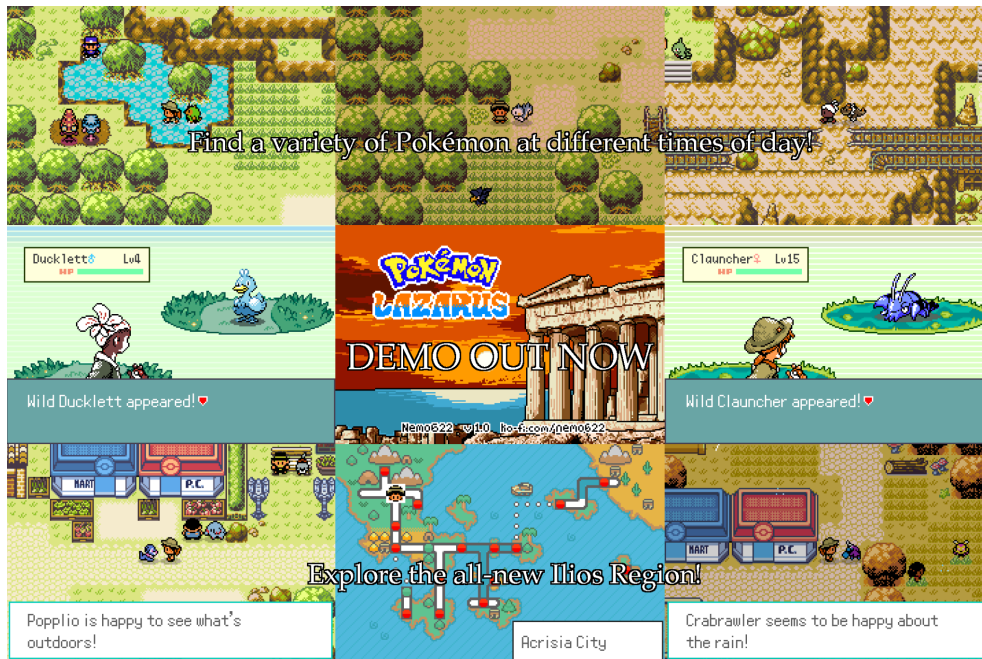 Find a variety of Pokémon at different times of day!
Ducklett♂ Lv4
HP
Wild Ducklett appeared!
POKéMON
LAZARUS
DEMO OUT NOW
Nemo622 v1.0 ko-fi.com/nemo622
Clauncher♀ Lv15
HP
Wild Clauncher appeared!
MART
P.C.
Popplio is happy to see what's
outdoors!
Explore the all-new Ilios Region!
Acrisia City
MART
P.C.
Crabrawler seems to be happy about
the rain!